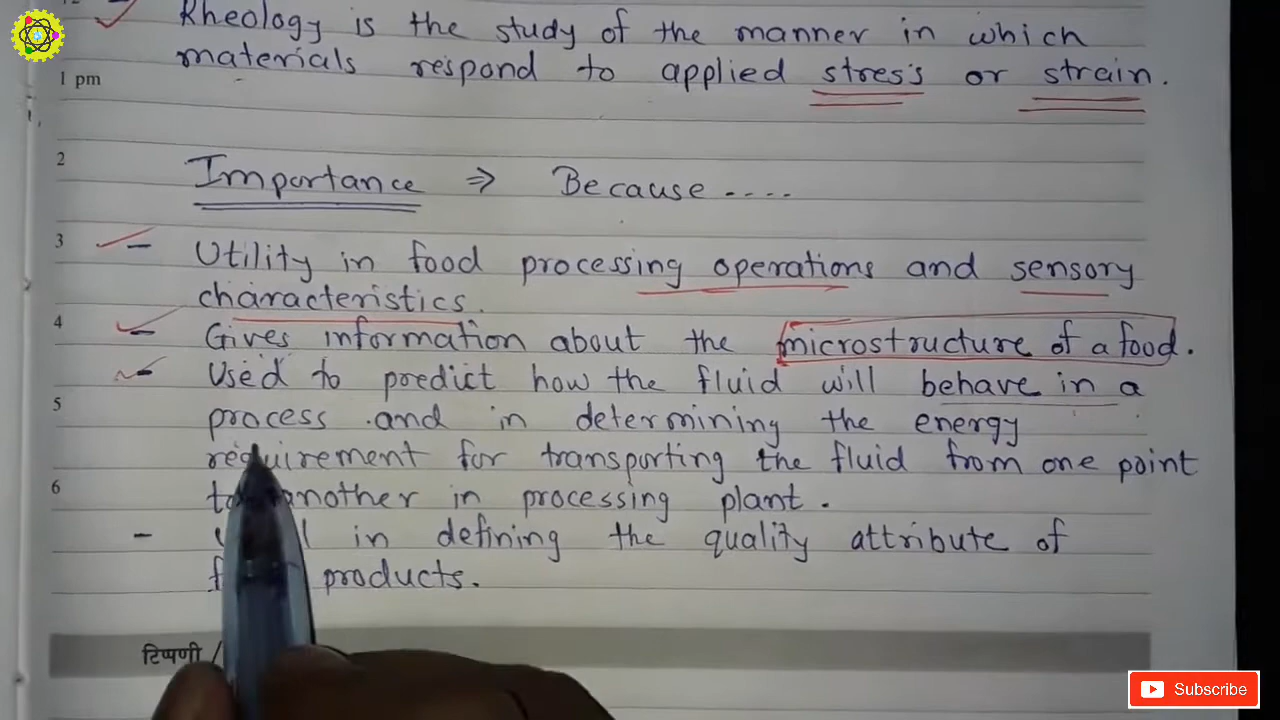 Rheology is the study of the manner in which
materials respond to applied stress or strain.
1 pm
2
Importance ⇒ Because ....
3
- Utility in food processing operations and sensory
characteristics.
4
- Gives information about the microstructure of a food.
- Used to predict how the fluid will behave in a
5
process and in determining the energy
requirement for transporting the fluid from one point
6
to another in processing plant.
- in defining the quality attribute of
products.
टिप्पणी /
Subscribe